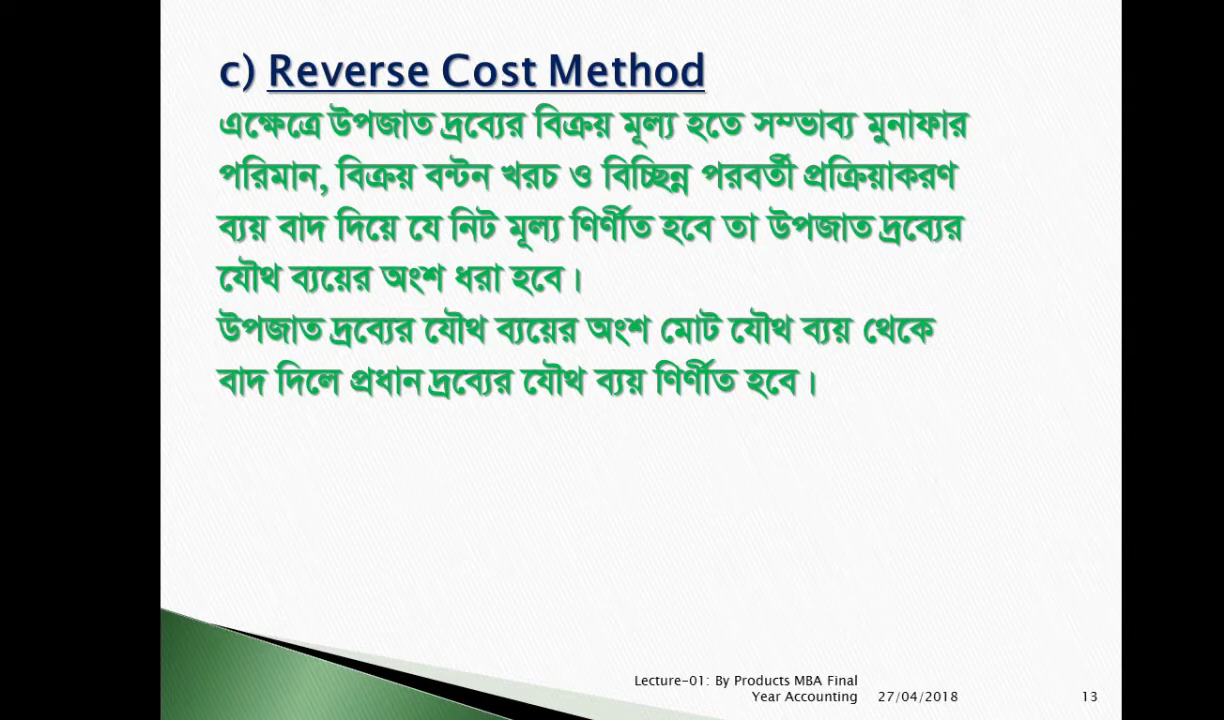 c) Reverse Cost Method
এক্ষেত্রে উপজাত দ্রব্যের বিক্রয় মূল্য হতে সম্ভাব্য মুনাফার
পরিমান, বিক্রয় বন্টন খরচ ও বিচ্ছিন্ন পরবর্তী প্রক্রিয়াকরণ
ব্যয় বাদ দিয়ে যে নিট মূল্য ণির্ণীত হবে তা উপজাত দ্রব্যের
যৌথ ব্যয়ের অংশ ধরা হবে।
উপজাত দ্রব্যের যৌথ ব্যয়ের অংশ মোট যৌথ ব্যয় থেকে
বাদ দিলে প্রধান দ্রব্যের যৌথ ব্যয় ণির্ণীত হবে।
Lecture-01: By Products MBA Final
Year Accounting 27/04/2018 13